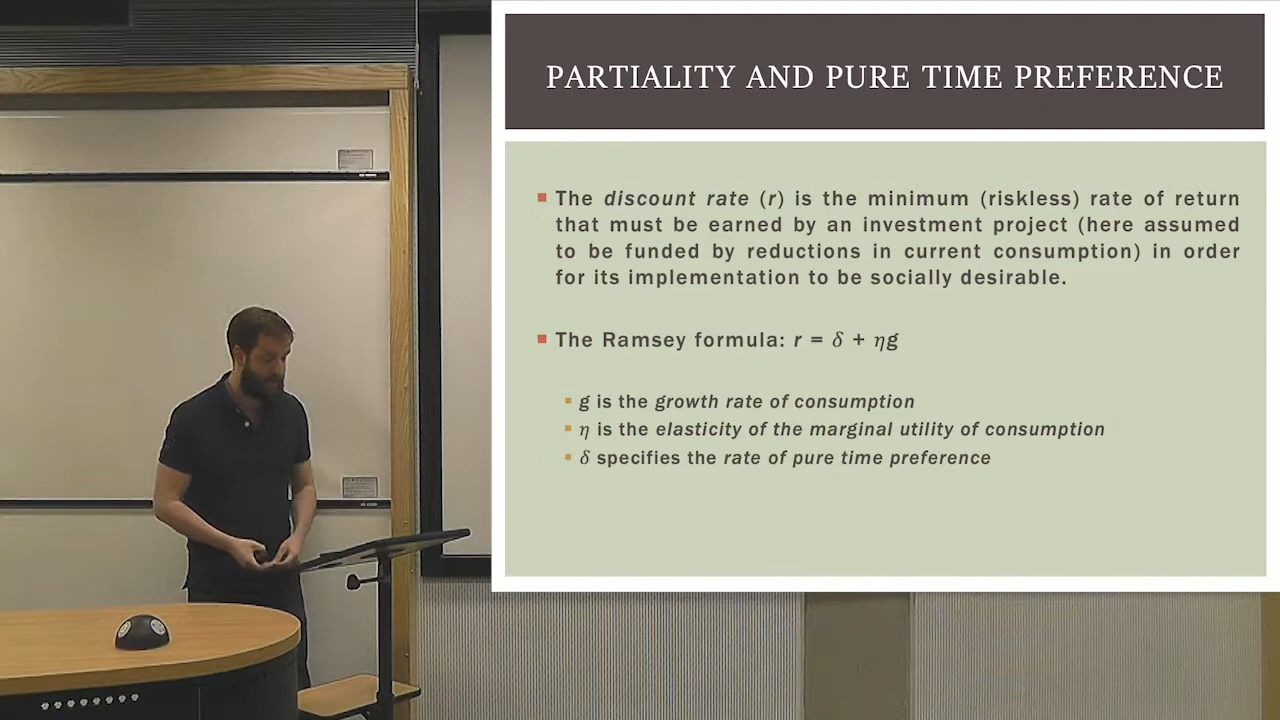 PARTIALITY AND PURE TIME PREFERENCE
The discount rate (r) is the minimum (riskless) rate of return
that must be earned by an investment project (here assumed
to be funded by reductions in current consumption) in order
for its implementation to be socially desirable.
The Ramsey formula: r = δ + ηg
g is the growth rate of consumption
η is the elasticity of the marginal utility of consumption
δ specifies the rate of pure time preference